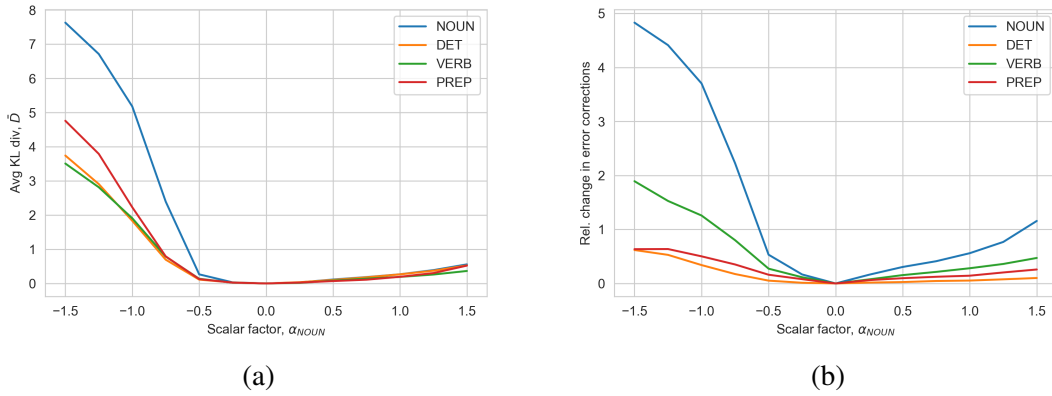 8
7
6
5
4
3
2
1
0
Avg KL div, D̄
−1.5 −1.0 −0.5 0.0 0.5 1.0 1.5
Scalar factor, αNOUN
NOUN
DET
VERB
PREP
(a)
5
4
3
2
1
0
Rel. change in error corrections
−1.5 −1.0 −0.5 0.0 0.5 1.0 1.5
Scalar factor, αNOUN
NOUN
DET
VERB
PREP
(b)